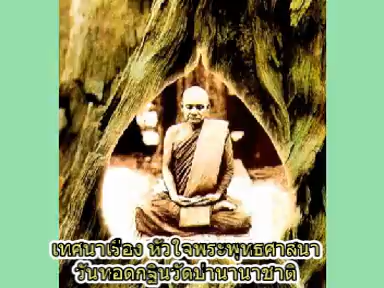 เทศนาเรื่อง หัวใจพระพุทธศาสนา
วันทอดกฐินวัดป่านานาชาติ